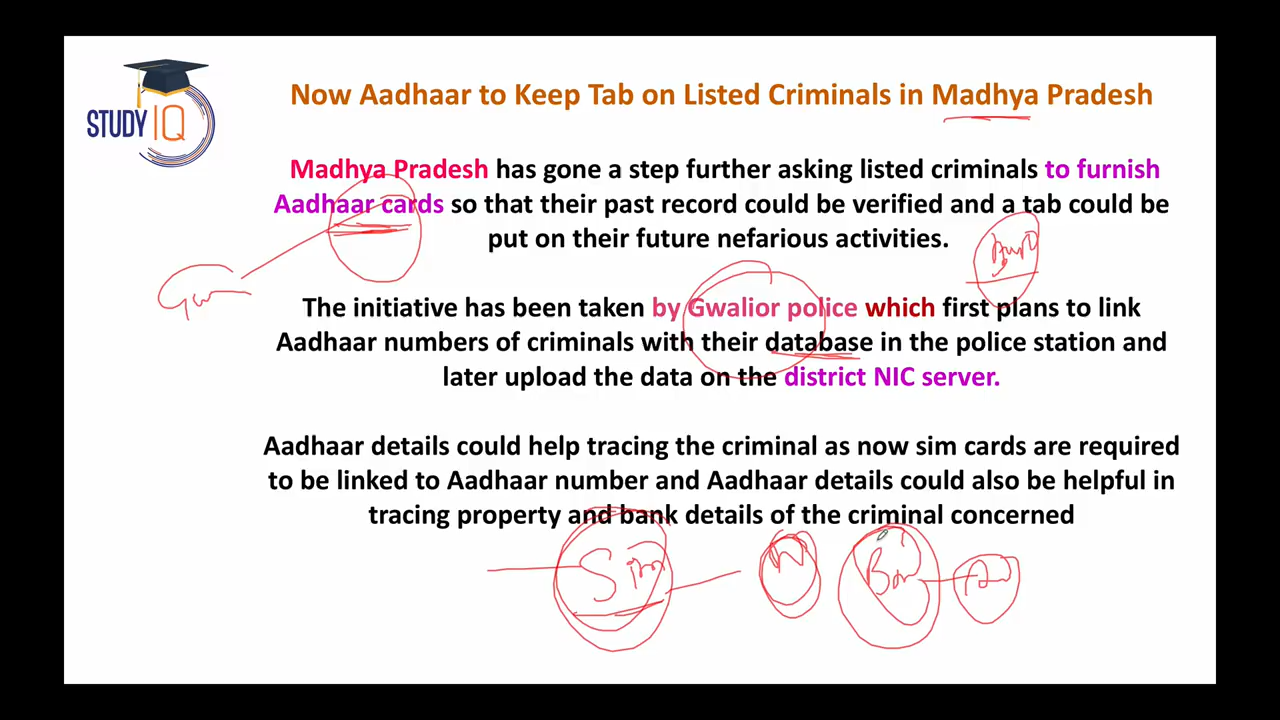 STUDY IQ
Now Aadhaar to Keep Tab on Listed Criminals in Madhya Pradesh
Madhya Pradesh has gone a step further asking listed criminals to furnish
Aadhaar cards so that their past record could be verified and a tab could be
put on their future nefarious activities.
The initiative has been taken by Gwalior police which first plans to link
Aadhaar numbers of criminals with their database in the police station and
later upload the data on the district NIC server.
Aadhaar details could help tracing the criminal as now sim cards are required
to be linked to Aadhaar number and Aadhaar details could also be helpful in
tracing property and bank details of the criminal concerned
Sim